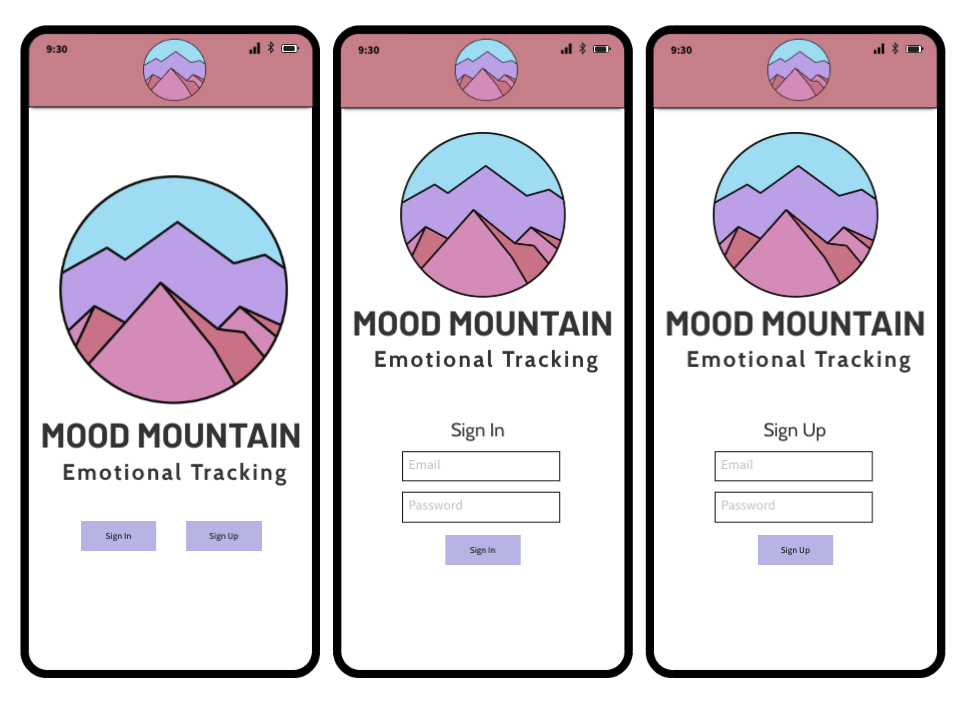 9:30
MOOD MOUNTAIN
Emotional Tracking
Sign In
Sign Up
9:30
MOOD MOUNTAIN
Emotional Tracking
Sign In
Email
Password
Sign In
9:30
MOOD MOUNTAIN
Emotional Tracking
Sign Up
Email
Password
Sign Up